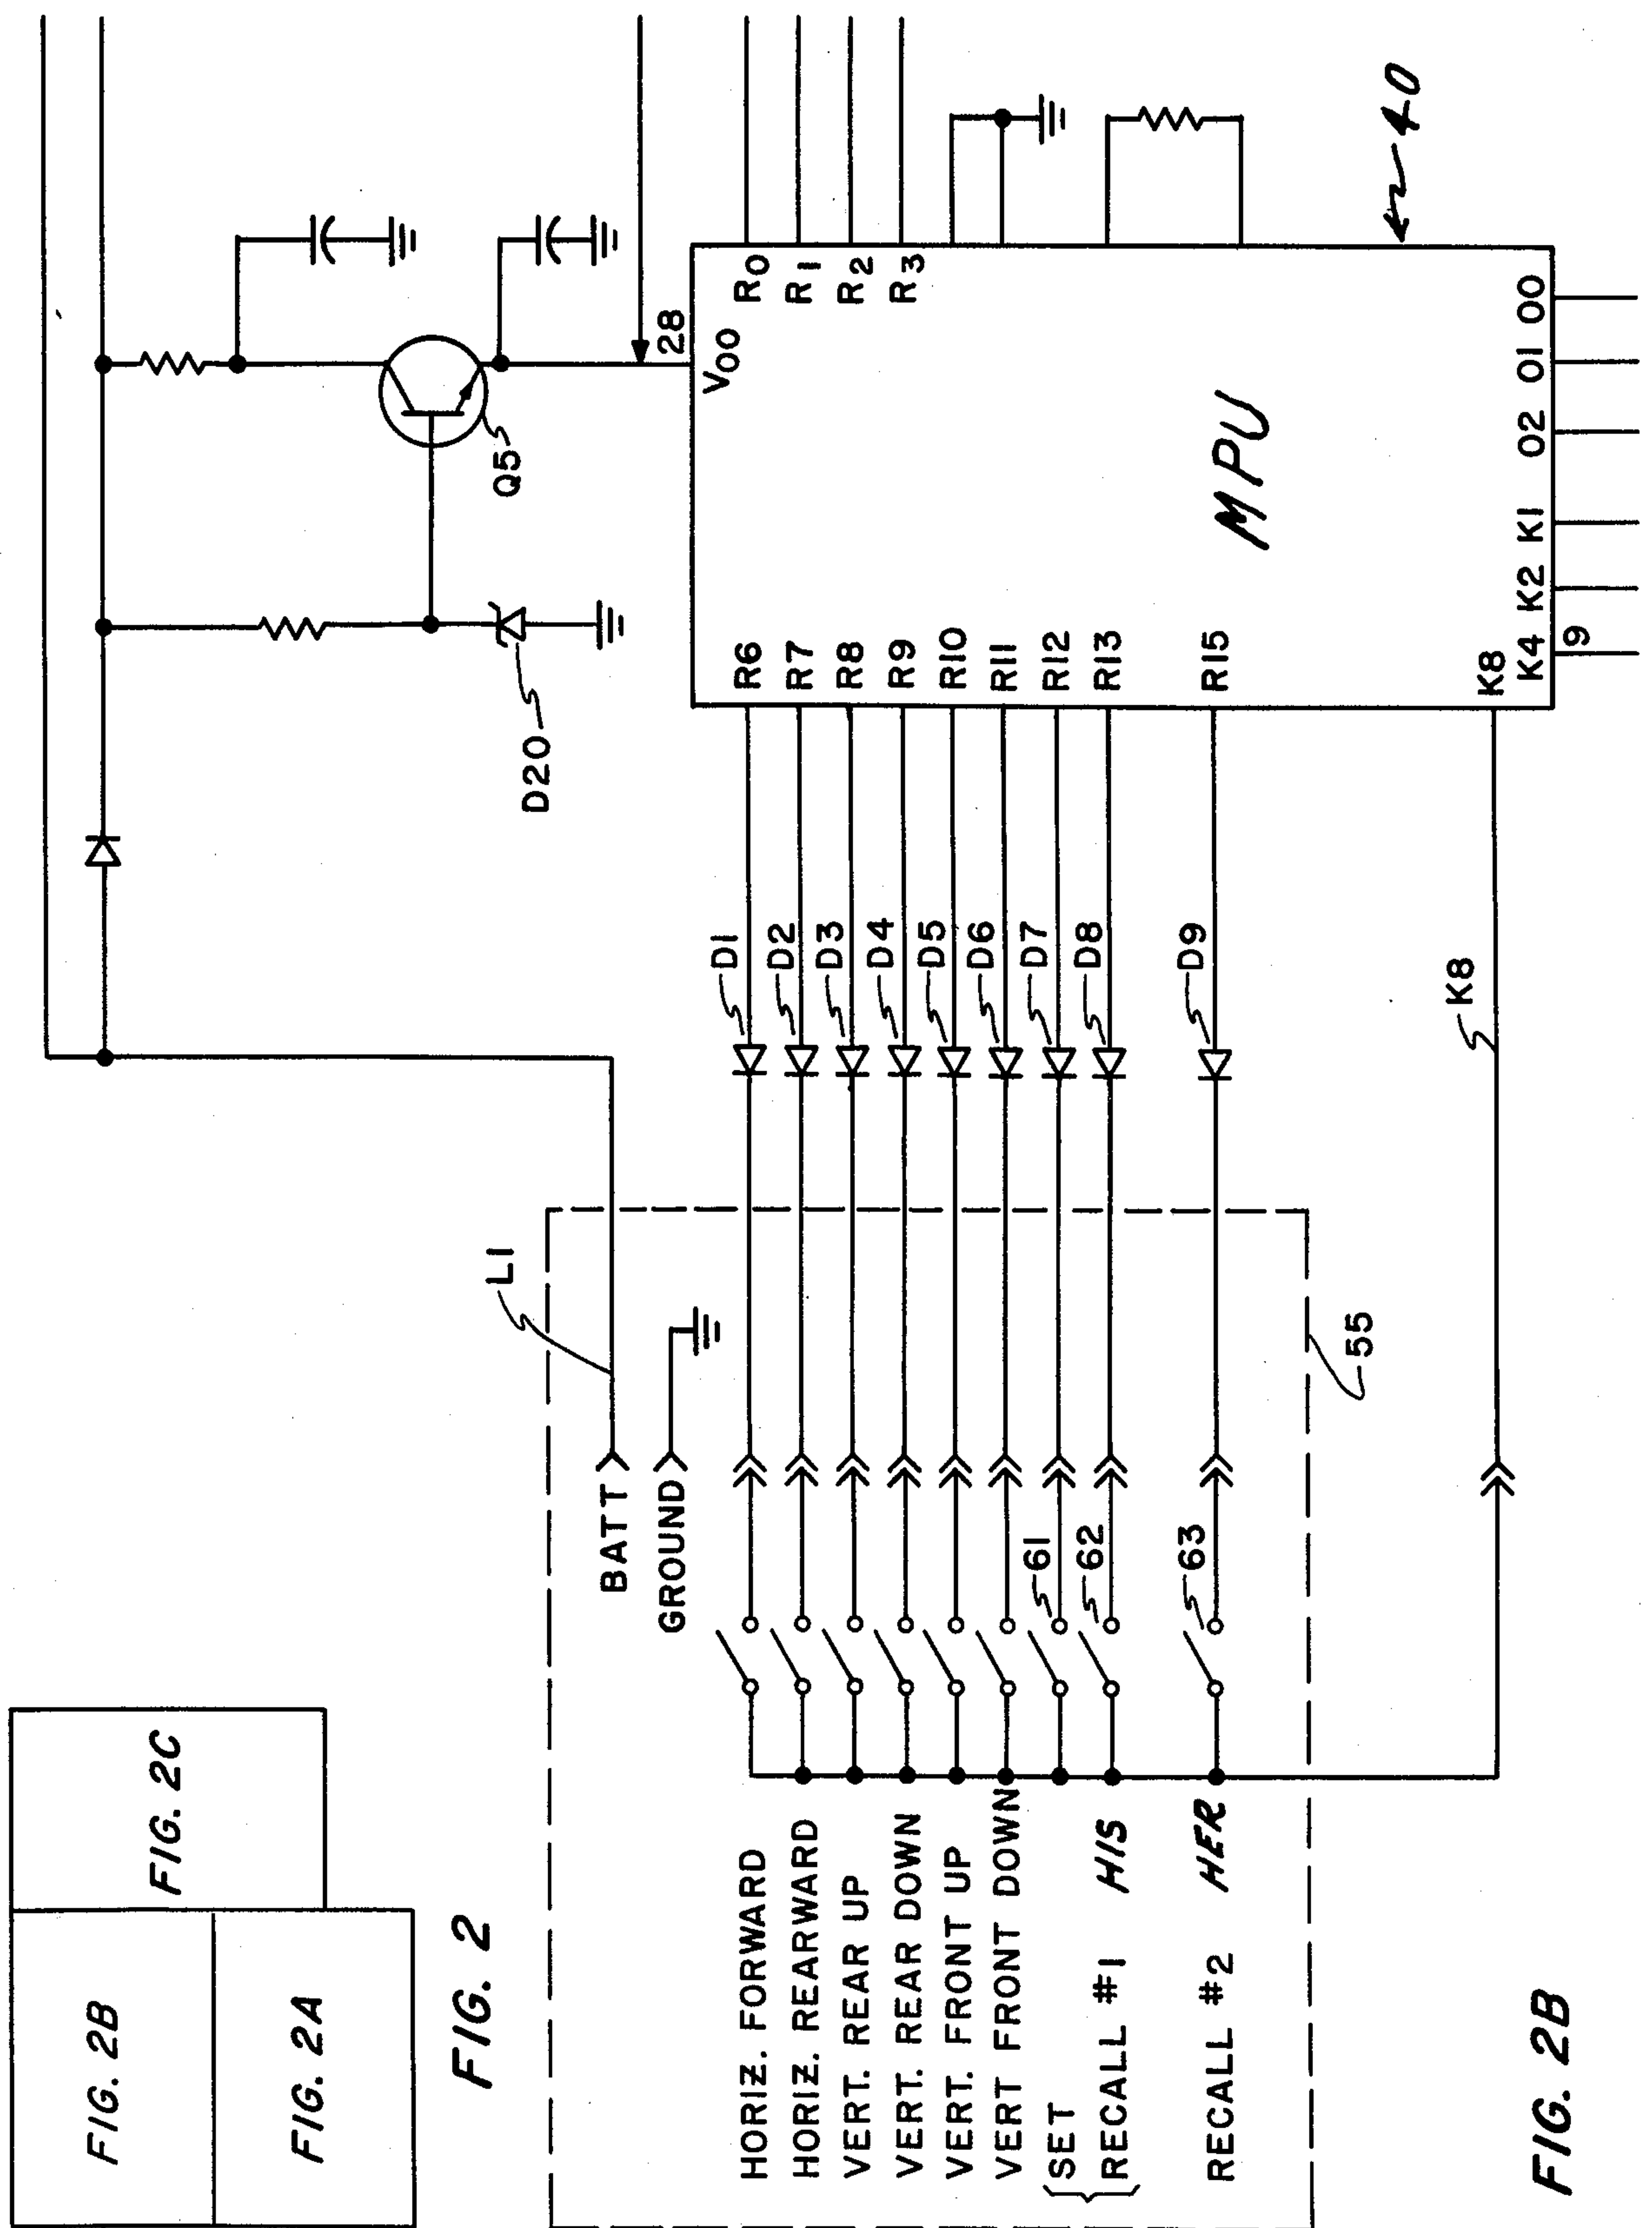 FIG. 2B
FIG. 2C
FIG. 2A
FIG. 2
BATT
GROUND
L1
D20
Q5
28
V00
HORIZ. FORWARD
HORIZ. REARWARD
VERT. REAR UP
VERT. REAR DOWN
VERT. FRONT UP
VERT FRONT DOWN
SET
RECALL #1 HIS
RECALL #2 HER
61
62
63
55
D1
D2
D3
D4
D5
D6
D7
D8
D9
K8
R6
R7
R8
R9
R10
R11
R12
R13
R15
K8
R0
R1
R2
R3
MPU
40
K4
K2
K1
02
01
00
9
FIG. 2B